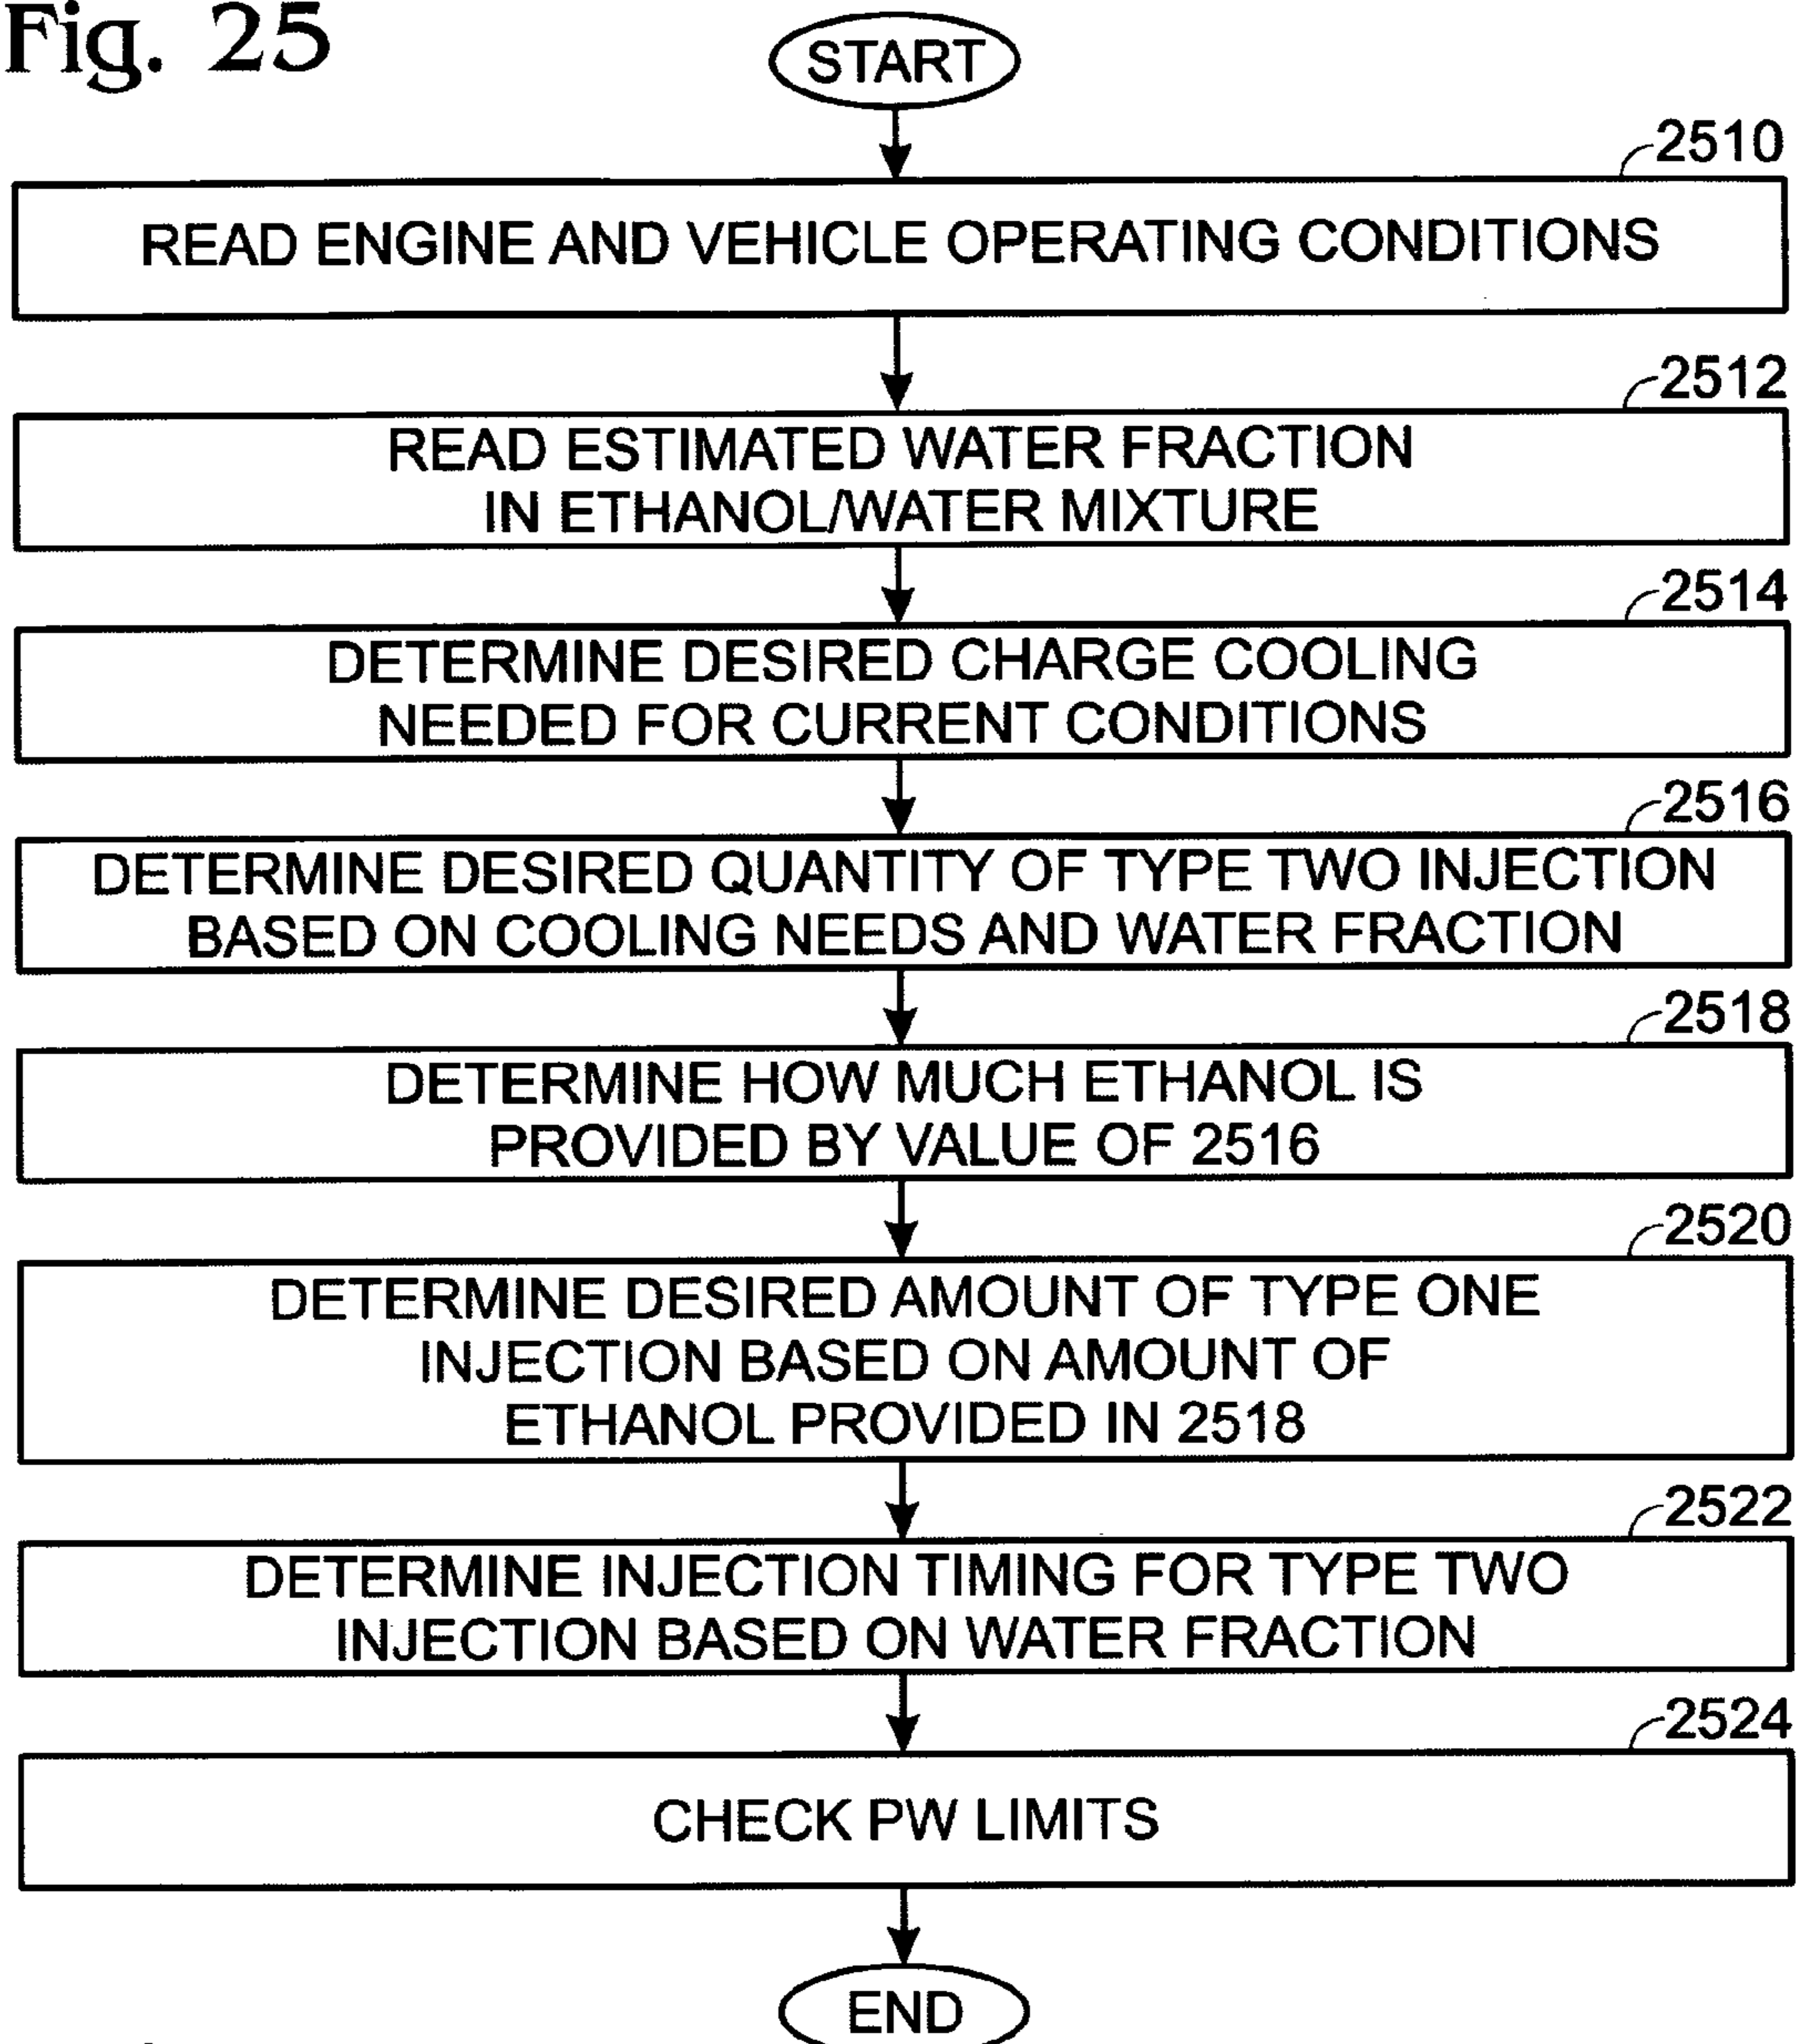 Fig. 25
START
2510
READ ENGINE AND VEHICLE OPERATING CONDITIONS
2512
READ ESTIMATED WATER FRACTION
IN ETHANOL/WATER MIXTURE
2514
DETERMINE DESIRED CHARGE COOLING
NEEDED FOR CURRENT CONDITIONS
2516
DETERMINE DESIRED QUANTITY OF TYPE TWO INJECTION
BASED ON COOLING NEEDS AND WATER FRACTION
2518
DETERMINE HOW MUCH ETHANOL IS
PROVIDED BY VALUE OF 2516
2520
DETERMINE DESIRED AMOUNT OF TYPE ONE
INJECTION BASED ON AMOUNT OF
ETHANOL PROVIDED IN 2518
2522
DETERMINE INJECTION TIMING FOR TYPE TWO
INJECTION BASED ON WATER FRACTION
2524
CHECK PW LIMITS
END